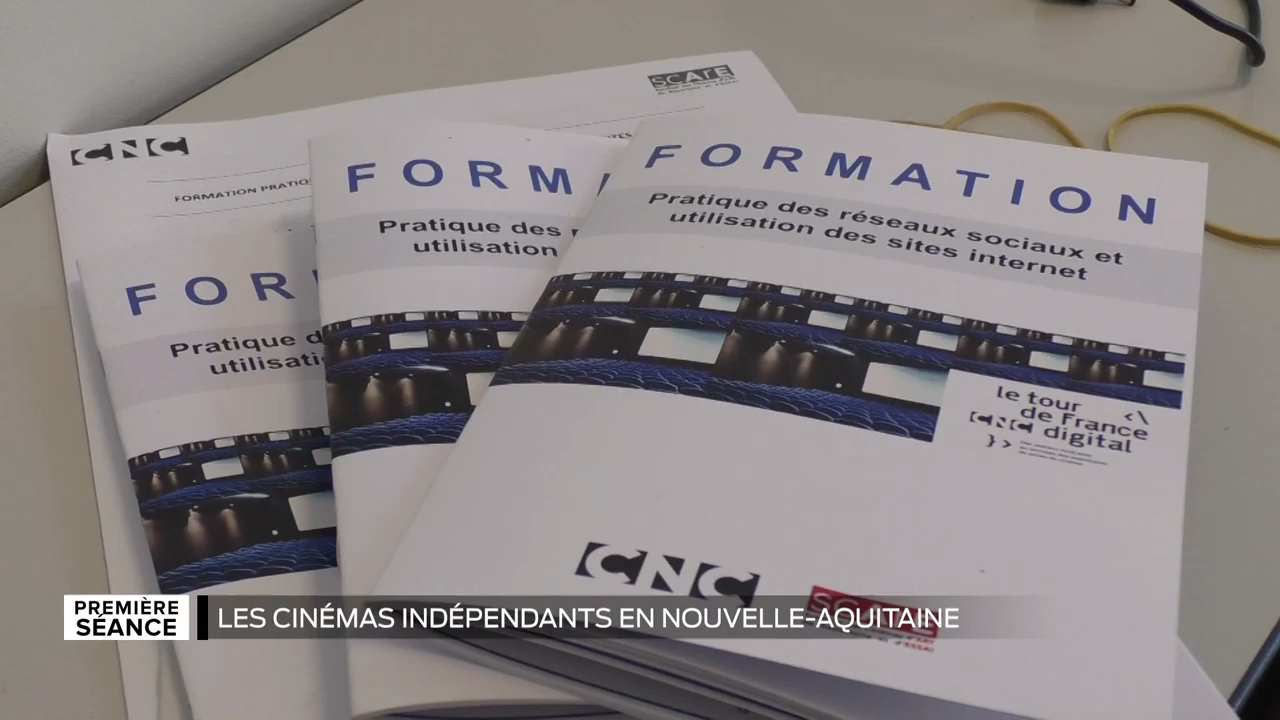 SCARE
CNC
FORMATION PRATIQ
FORM
FORMATION
Pratique des réseaux sociaux et
utilisation des sites internet
Pratique des
utilisation
FOR
Pratique d
utilisati
le tour
de France
CNC digital
CNC
SCARE
PREMIÈRE
SÉANCE
LES CINÉMAS INDÉPENDANTS EN NOUVELLE-AQUITAINE